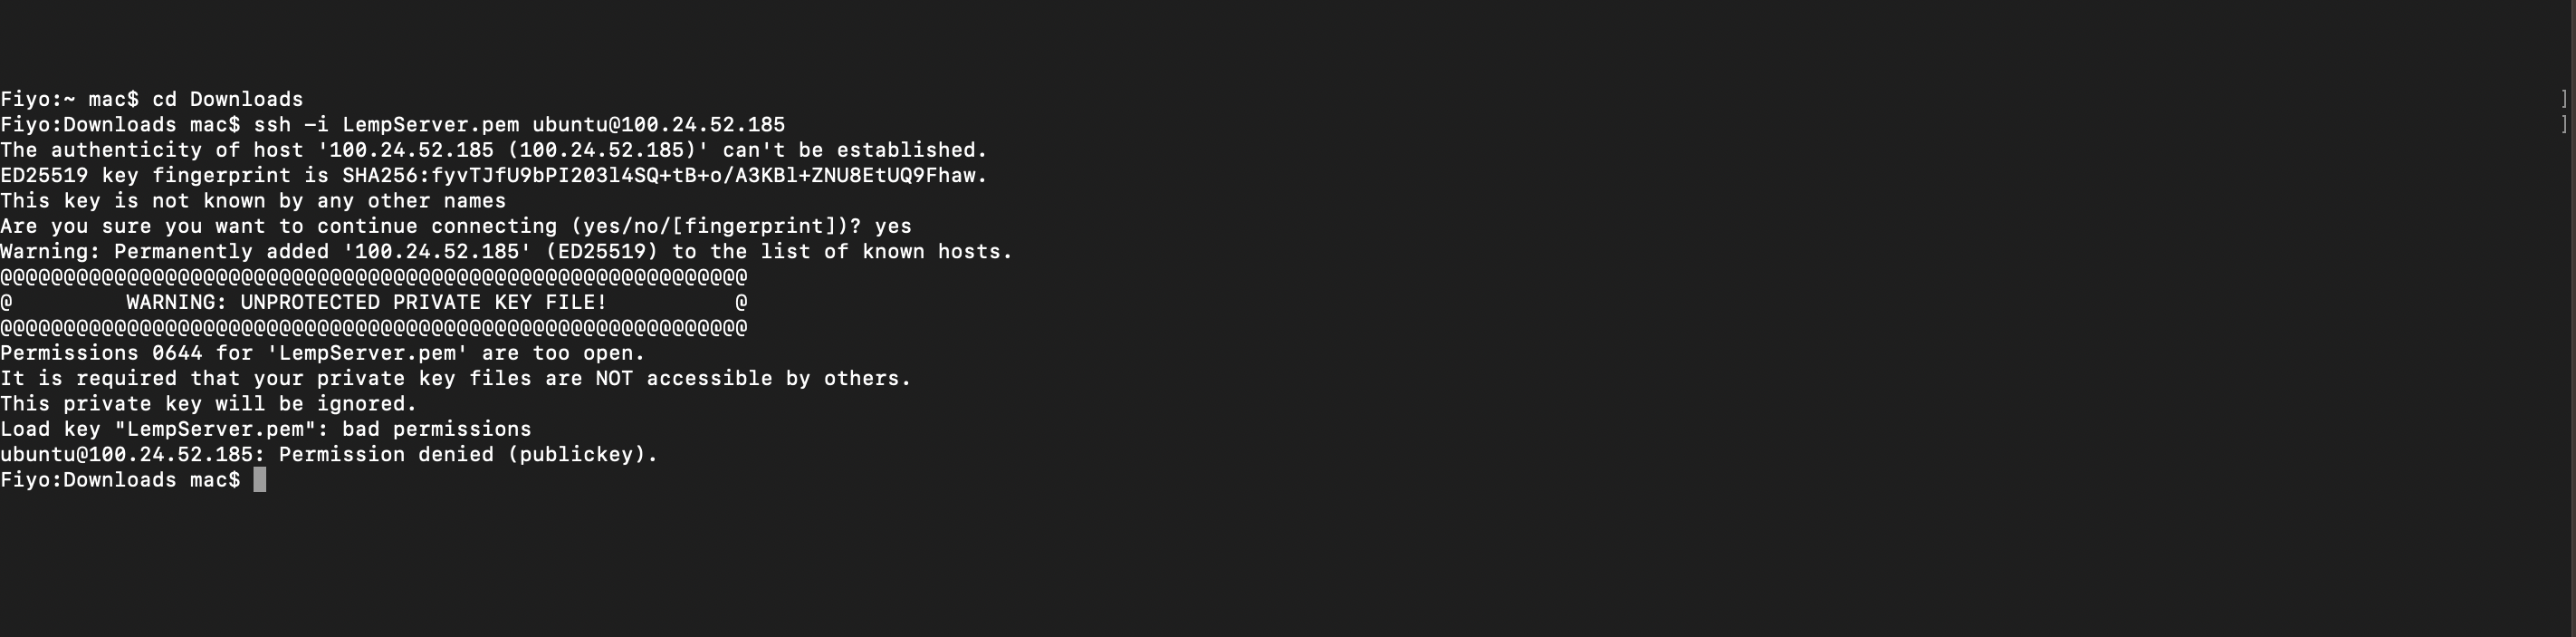 Fiyo:~ mac$ cd Downloads
Fiyo:Downloads mac$ ssh -i LempServer.pem ubuntu@100.24.52.185
The authenticity of host '100.24.52.185 (100.24.52.185)' can't be established.
ED25519 key fingerprint is SHA256:fyvTJfU9bPI203l4SQ+tB+o/A3KBl+ZNU8EtUQ9Fhaw.
This key is not known by any other names
Are you sure you want to continue connecting (yes/no/[fingerprint])? yes
Warning: Permanently added '100.24.52.185' (ED25519) to the list of known hosts.
@@@@@@@@@@@@@@@@@@@@@@@@@@@@@@@@@@@@@@@@@@@@@@@@@@@@@@@@@@@
@         WARNING: UNPROTECTED PRIVATE KEY FILE!          @
@@@@@@@@@@@@@@@@@@@@@@@@@@@@@@@@@@@@@@@@@@@@@@@@@@@@@@@@@@@
Permissions 0644 for 'LempServer.pem' are too open.
It is required that your private key files are NOT accessible by others.
This private key will be ignored.
Load key "LempServer.pem": bad permissions
ubuntu@100.24.52.185: Permission denied (publickey).
Fiyo:Downloads mac$